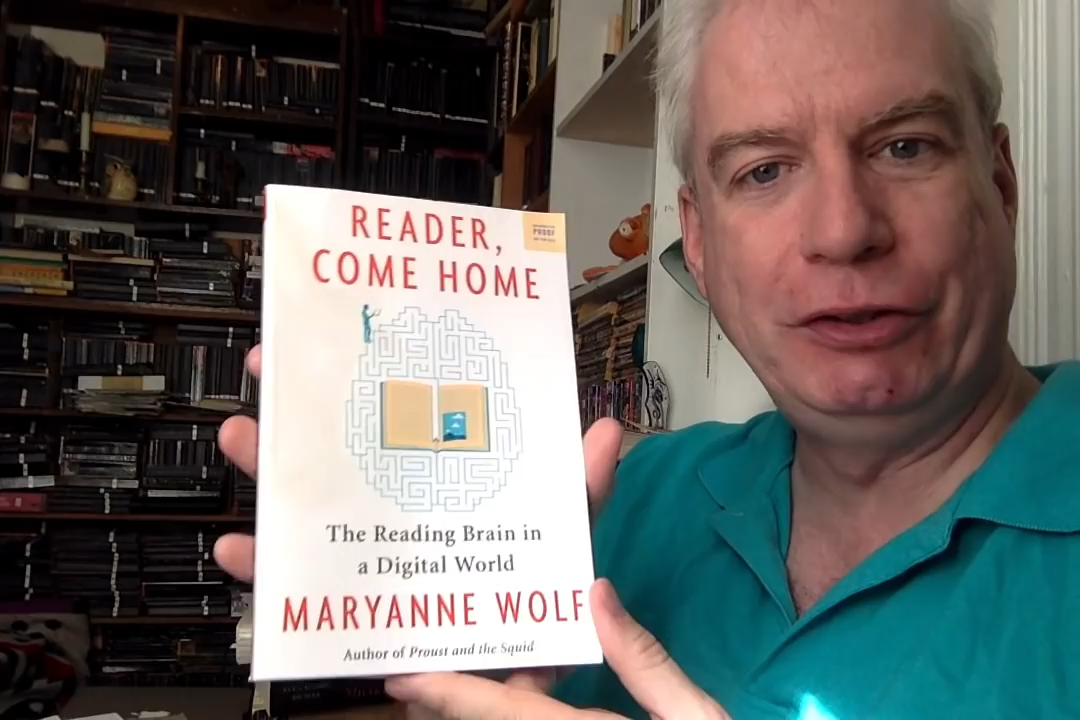 READER,
COME HOME
PROOF
The Reading Brain in
a Digital World
MARYANNE WOLF
Author of Proust and the Squid